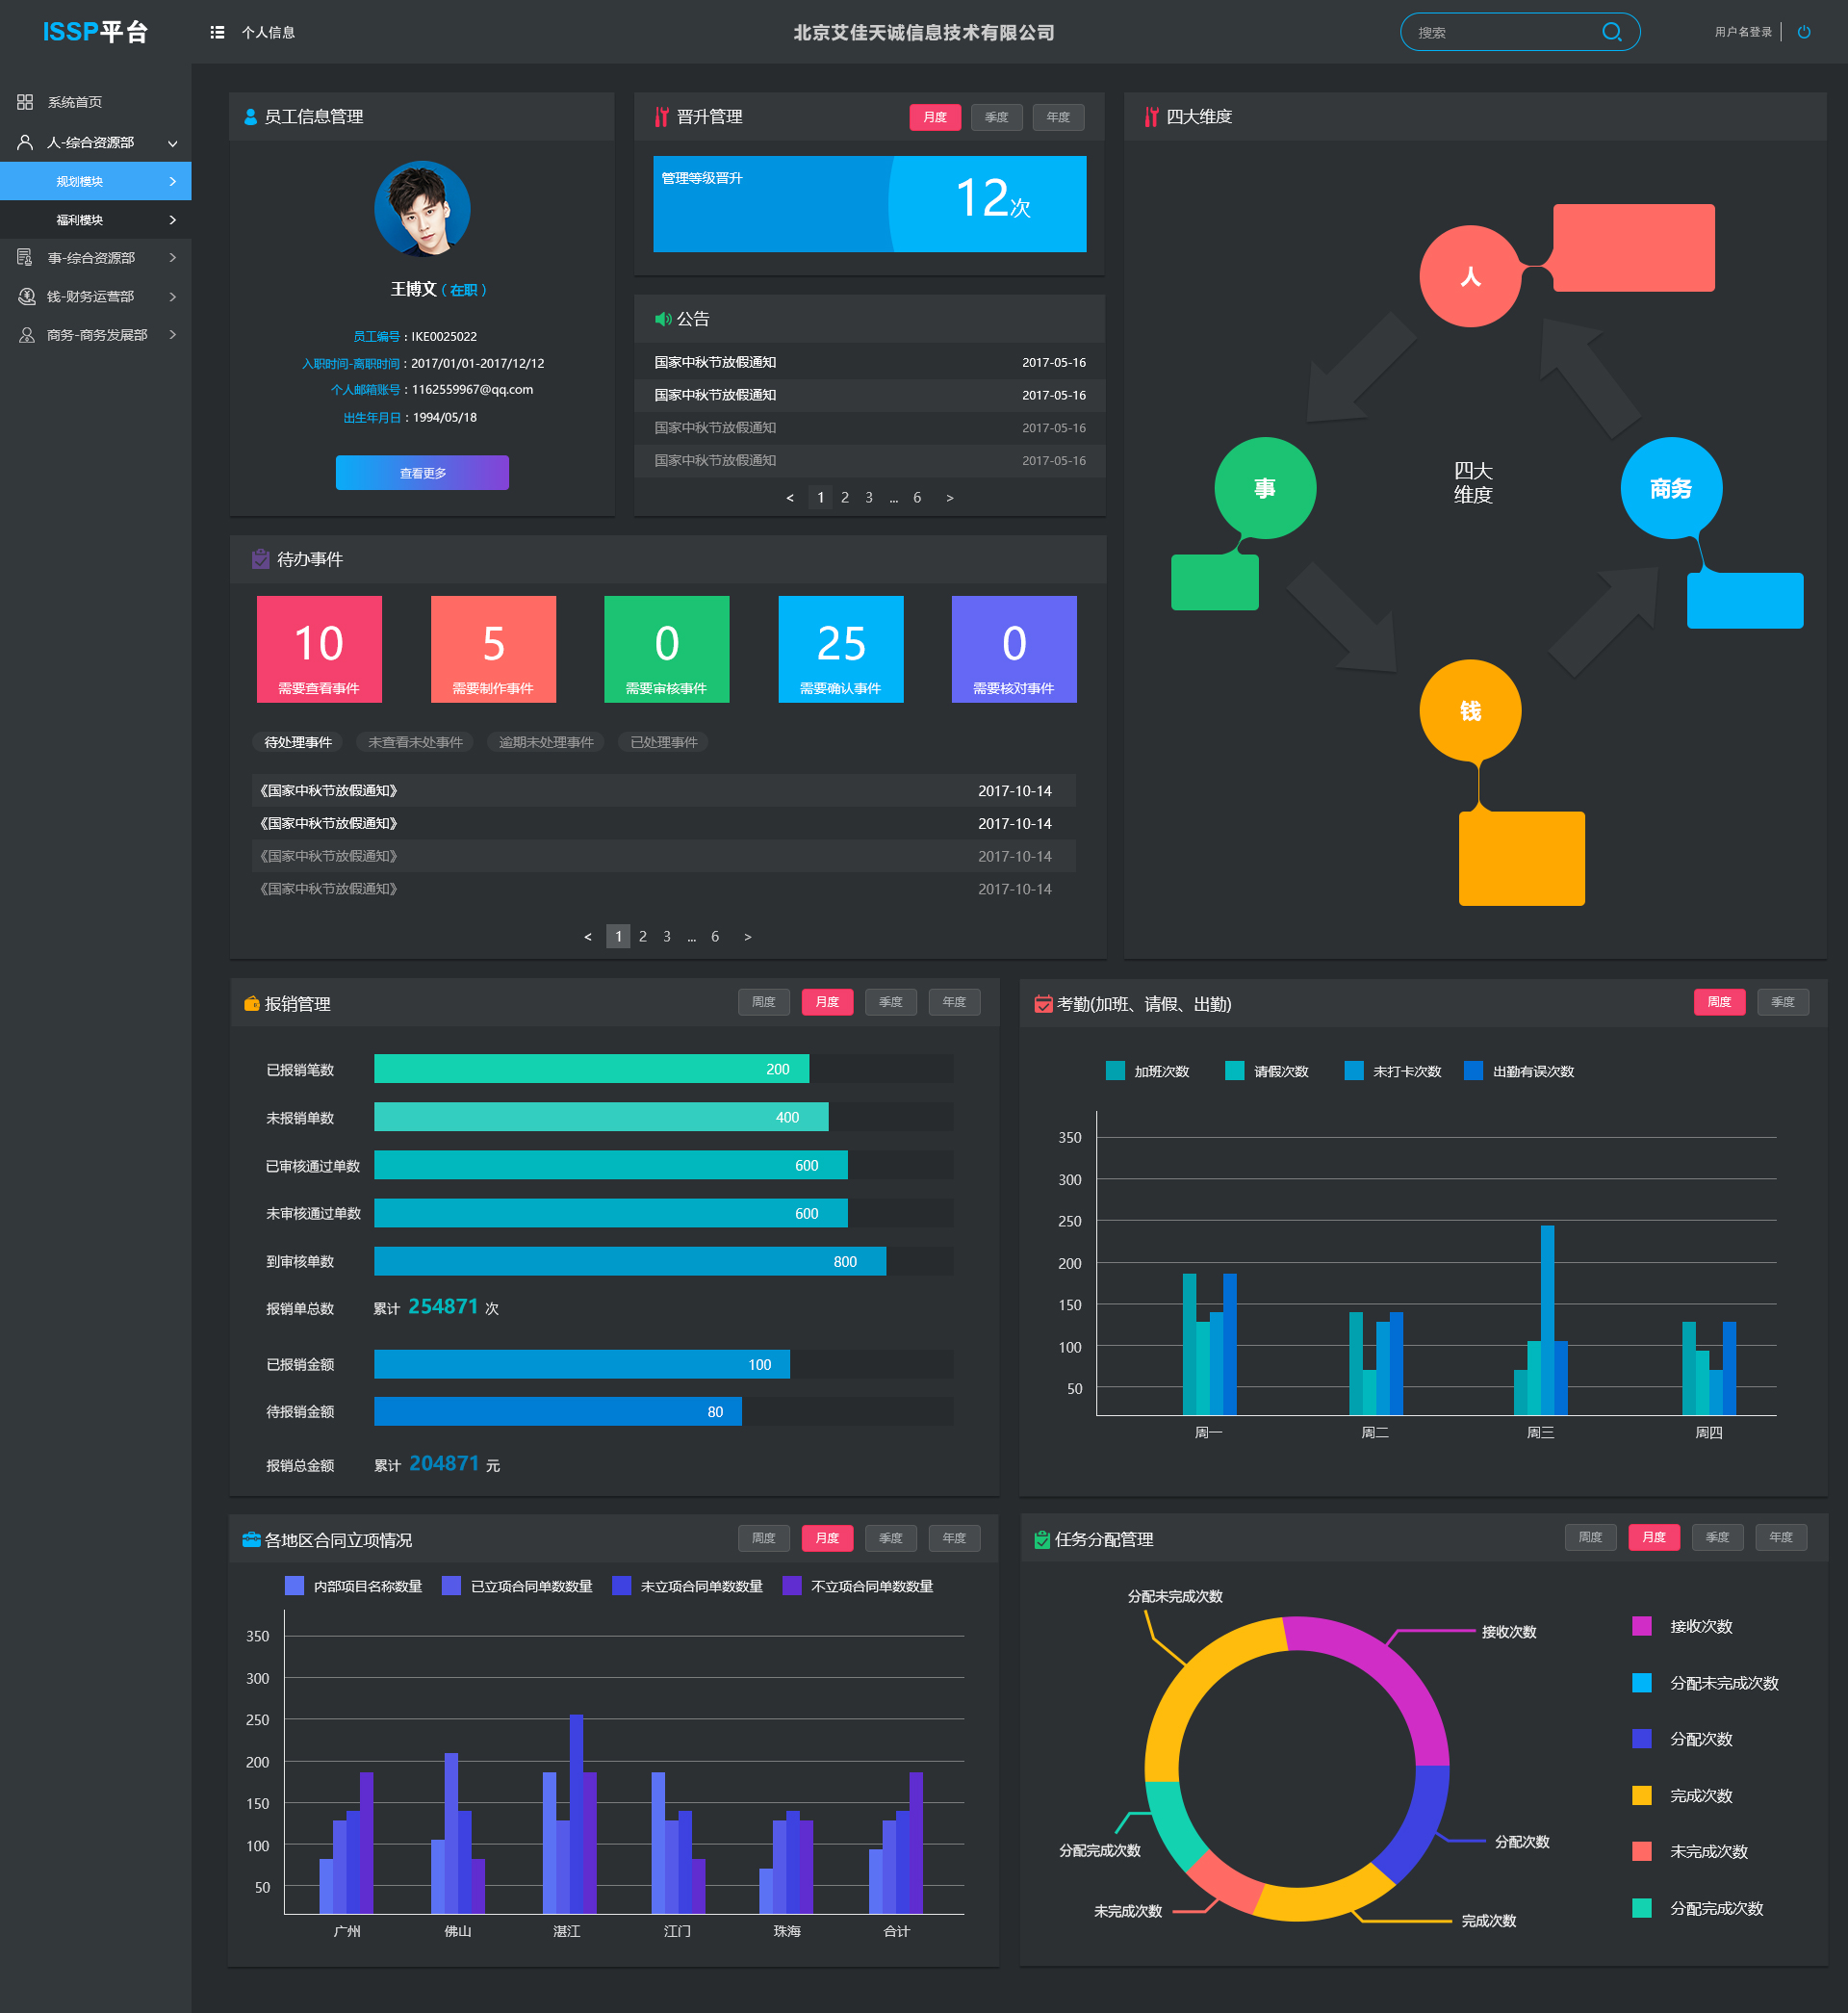 ISSP平台
个人信息
北京艾佳天诚信息技术有限公司
搜索
用户名登录
系统首页
人-综合资源部
规划模块
福利模块
事-综合资源部
钱-财务运营部
商务-商务发展部
员工信息管理
王博文（在职）
员工编号：IKE0025022
入职时间-离职时间：2017/01/01-2017/12/12
个人邮箱账号：1162559967@qq.com
出生年月日：1994/05/18
查看更多
晋升管理
月度 季度 年度
管理等级晋升
12次
公告
国家中秋节放假通知 2017-05-16
国家中秋节放假通知 2017-05-16
国家中秋节放假通知 2017-05-16
国家中秋节放假通知 2017-05-16
< 1 2 3 ... 6 >
四大维度
人
事
四大
维度
商务
钱
待办事件
10 5 0 25 0
需要查看事件 需要制作事件 需要审核事件 需要确认事件 需要核对事件
待处理事件 未查看未处事件 逾期未处理事件 已处理事件
《国家中秋节放假通知》 2017-10-14
《国家中秋节放假通知》 2017-10-14
《国家中秋节放假通知》 2017-10-14
《国家中秋节放假通知》 2017-10-14
< 1 2 3 ... 6 >
报销管理
周度 月度 季度 年度
已报销笔数 200
未报销单数 400
已审核通过单数 600
未审核通过单数 600
到审核单数 800
报销单总数 累计 254871 次
已报销金额 100
待报销金额 80
报销总金额 累计 204871 元
考勤(加班、请假、出勤)
周度 季度
加班次数 请假次数 未打卡次数 出勤有误次数
350
300
250
200
150
100
50
周一 周二 周三 周四
各地区合同立项情况
周度 月度 季度 年度
内部项目名称数量 已立项合同单数数量 未立项合同单数数量 不立项合同单数数量
350
300
250
200
150
100
50
广州 佛山 湛江 江门 珠海 合计
任务分配管理
周度 月度 季度 年度
分配未完成次数
接收次数
分配次数
分配完成次数
未完成次数
完成次数
接收次数
分配未完成次数
分配次数
完成次数
未完成次数
分配完成次数